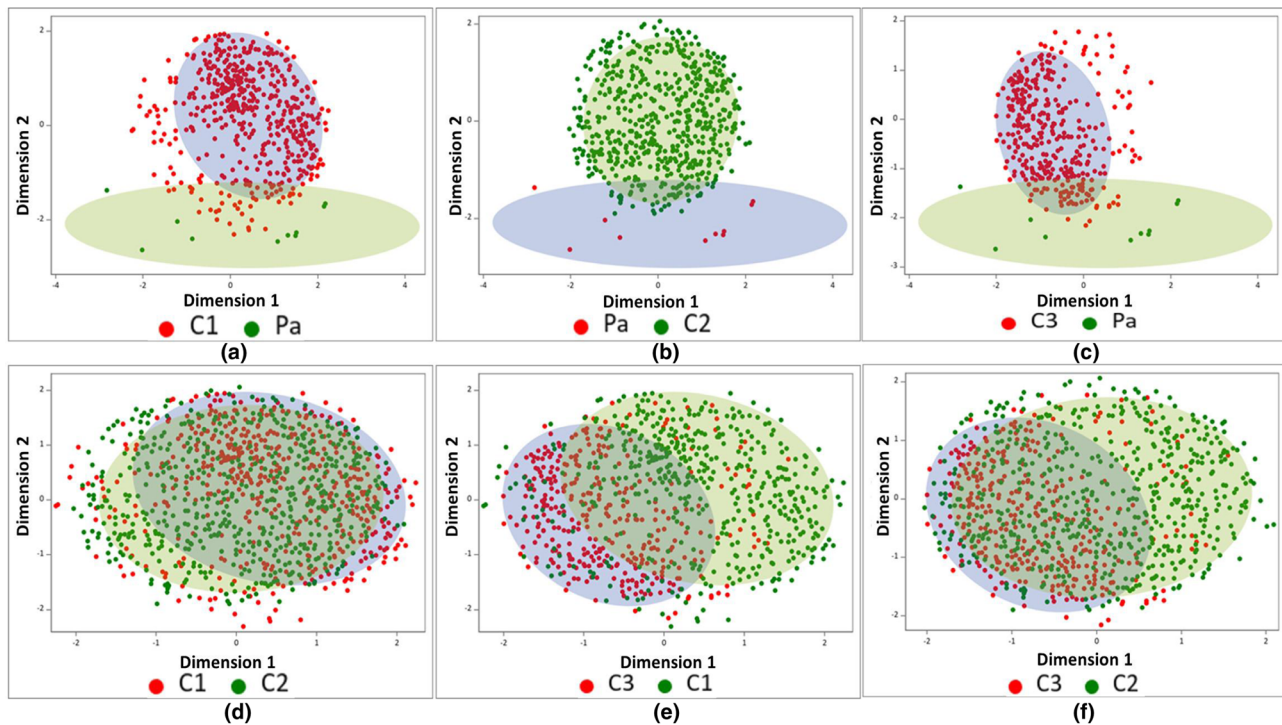 2
0
-2
Dimension 2
-4
-2
0
2
4
Dimension 1
C1 Pa
(a)
2
0
-2
Dimension 2
-4
-2
0
2
4
Dimension 1
Pa C2
(b)
2
1
0
-1
-2
-3
Dimension 2
-4
-2
0
2
4
Dimension 1
C3 Pa
(c)
2
1
0
-1
-2
Dimension 2
-2
-1
0
1
2
Dimension 1
C1 C2
(d)
2
1
0
-1
-2
Dimension 2
-2
-1
0
1
2
Dimension 1
C3 C1
(e)
2
1
0
-1
-2
Dimension 2
-2
-1
0
1
2
Dimension 1
C3 C2
(f)